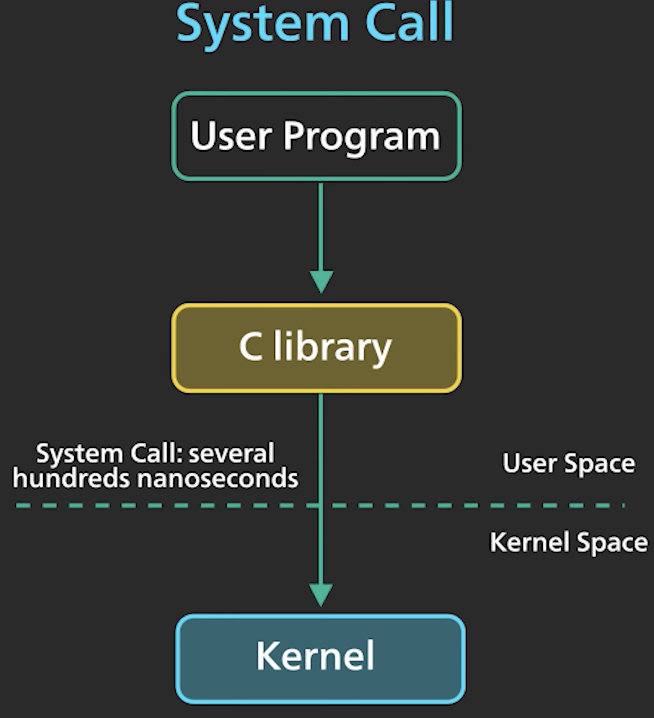 System Call
User Program
C library
System Call: several
hundreds nanoseconds
User Space
Kernel Space
Kernel